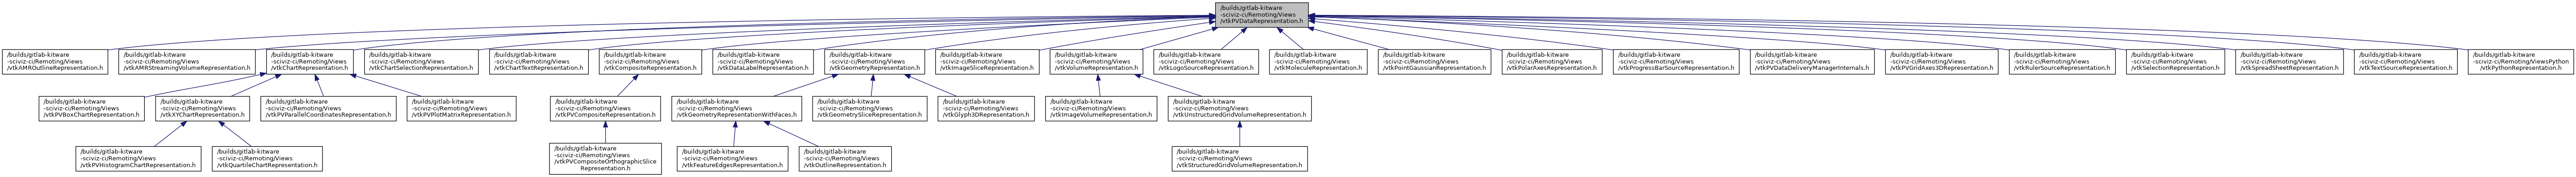 /builds/gitlab-kitware
-sciviz-ci/Remoting/Views
/vtkPVDataRepresentation.h
/builds/gitlab-kitware
-sciviz-ci/Remoting/Views
/vtkAMROutlineRepresentation.h
/builds/gitlab-kitware
-sciviz-ci/Remoting/Views
/vtkAMRStreamingVolumeRepresentation.h
/builds/gitlab-kitware
-sciviz-ci/Remoting/Views
/vtkChartRepresentation.h
/builds/gitlab-kitware
-sciviz-ci/Remoting/Views
/vtkChartSelectionRepresentation.h
/builds/gitlab-kitware
-sciviz-ci/Remoting/Views
/vtkChartTextRepresentation.h
/builds/gitlab-kitware
-sciviz-ci/Remoting/Views
/vtkCompositeRepresentation.h
/builds/gitlab-kitware
-sciviz-ci/Remoting/Views
/vtkDataLabelRepresentation.h
/builds/gitlab-kitware
-sciviz-ci/Remoting/Views
/vtkGeometryRepresentation.h
/builds/gitlab-kitware
-sciviz-ci/Remoting/Views
/vtkImageSliceRepresentation.h
/builds/gitlab-kitware
-sciviz-ci/Remoting/Views
/vtkVolumeRepresentation.h
/builds/gitlab-kitware
-sciviz-ci/Remoting/Views
/vtkLogoSourceRepresentation.h
/builds/gitlab-kitware
-sciviz-ci/Remoting/Views
/vtkMoleculeRepresentation.h
/builds/gitlab-kitware
-sciviz-ci/Remoting/Views
/vtkPointGaussianRepresentation.h
/builds/gitlab-kitware
-sciviz-ci/Remoting/Views
/vtkPolarAxesRepresentation.h
/builds/gitlab-kitware
-sciviz-ci/Remoting/Views
/vtkProgressBarSourceRepresentation.h
/builds/gitlab-kitware
-sciviz-ci/Remoting/Views
/vtkPVDataDeliveryManagerInternals.h
/builds/gitlab-kitware
-sciviz-ci/Remoting/Views
/vtkPVGridAxes3DRepresentation.h
/builds/gitlab-kitware
-sciviz-ci/Remoting/Views
/vtkRulerSourceRepresentation.h
/builds/gitlab-kitware
-sciviz-ci/Remoting/Views
/vtkSelectionRepresentation.h
/builds/gitlab-kitware
-sciviz-ci/Remoting/Views
/vtkSpreadSheetRepresentation.h
/builds/gitlab-kitware
-sciviz-ci/Remoting/Views
/vtkTextSourceRepresentation.h
/builds/gitlab-kitware
-sciviz-ci/Remoting/ViewsPython
/vtkPythonRepresentation.h
/builds/gitlab-kitware
-sciviz-ci/Remoting/Views
/vtkPVBoxChartRepresentation.h
/builds/gitlab-kitware
-sciviz-ci/Remoting/Views
/vtkXYChartRepresentation.h
/builds/gitlab-kitware
-sciviz-ci/Remoting/Views
/vtkPVParallelCoordinatesRepresentation.h
/builds/gitlab-kitware
-sciviz-ci/Remoting/Views
/vtkPVPlotMatrixRepresentation.h
/builds/gitlab-kitware
-sciviz-ci/Remoting/Views
/vtkPVCompositeRepresentation.h
/builds/gitlab-kitware
-sciviz-ci/Remoting/Views
/vtkGeometryRepresentationWithFaces.h
/builds/gitlab-kitware
-sciviz-ci/Remoting/Views
/vtkGeometrySliceRepresentation.h
/builds/gitlab-kitware
-sciviz-ci/Remoting/Views
/vtkGlyph3DRepresentation.h
/builds/gitlab-kitware
-sciviz-ci/Remoting/Views
/vtkImageVolumeRepresentation.h
/builds/gitlab-kitware
-sciviz-ci/Remoting/Views
/vtkUnstructuredGridVolumeRepresentation.h
/builds/gitlab-kitware
-sciviz-ci/Remoting/Views
/vtkPVHistogramChartRepresentation.h
/builds/gitlab-kitware
-sciviz-ci/Remoting/Views
/vtkQuartileChartRepresentation.h
/builds/gitlab-kitware
-sciviz-ci/Remoting/Views
/vtkPVCompositeOrthographicSlice
Representation.h
/builds/gitlab-kitware
-sciviz-ci/Remoting/Views
/vtkFeatureEdgesRepresentation.h
/builds/gitlab-kitware
-sciviz-ci/Remoting/Views
/vtkOutlineRepresentation.h
/builds/gitlab-kitware
-sciviz-ci/Remoting/Views
/vtkStructuredGridVolumeRepresentation.h